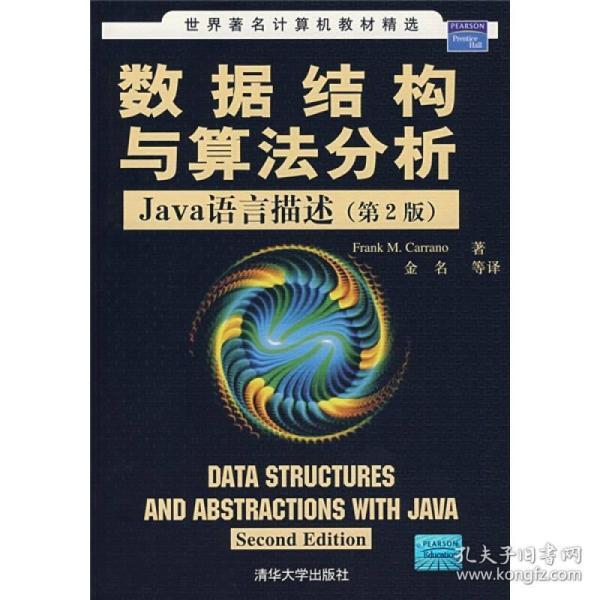 世界著名计算机教材精选
PEARSON
Prentice
Hall
数据结构
与算法分析
Java语言描述（第2版）
Frank M. Carrano 著
金名 等译
DATA STRUCTURES
AND ABSTRACTIONS WITH JAVA
Second Edition
PEARSON
Education
清华大学出版社
孔夫子旧书网
www.kongfz.com